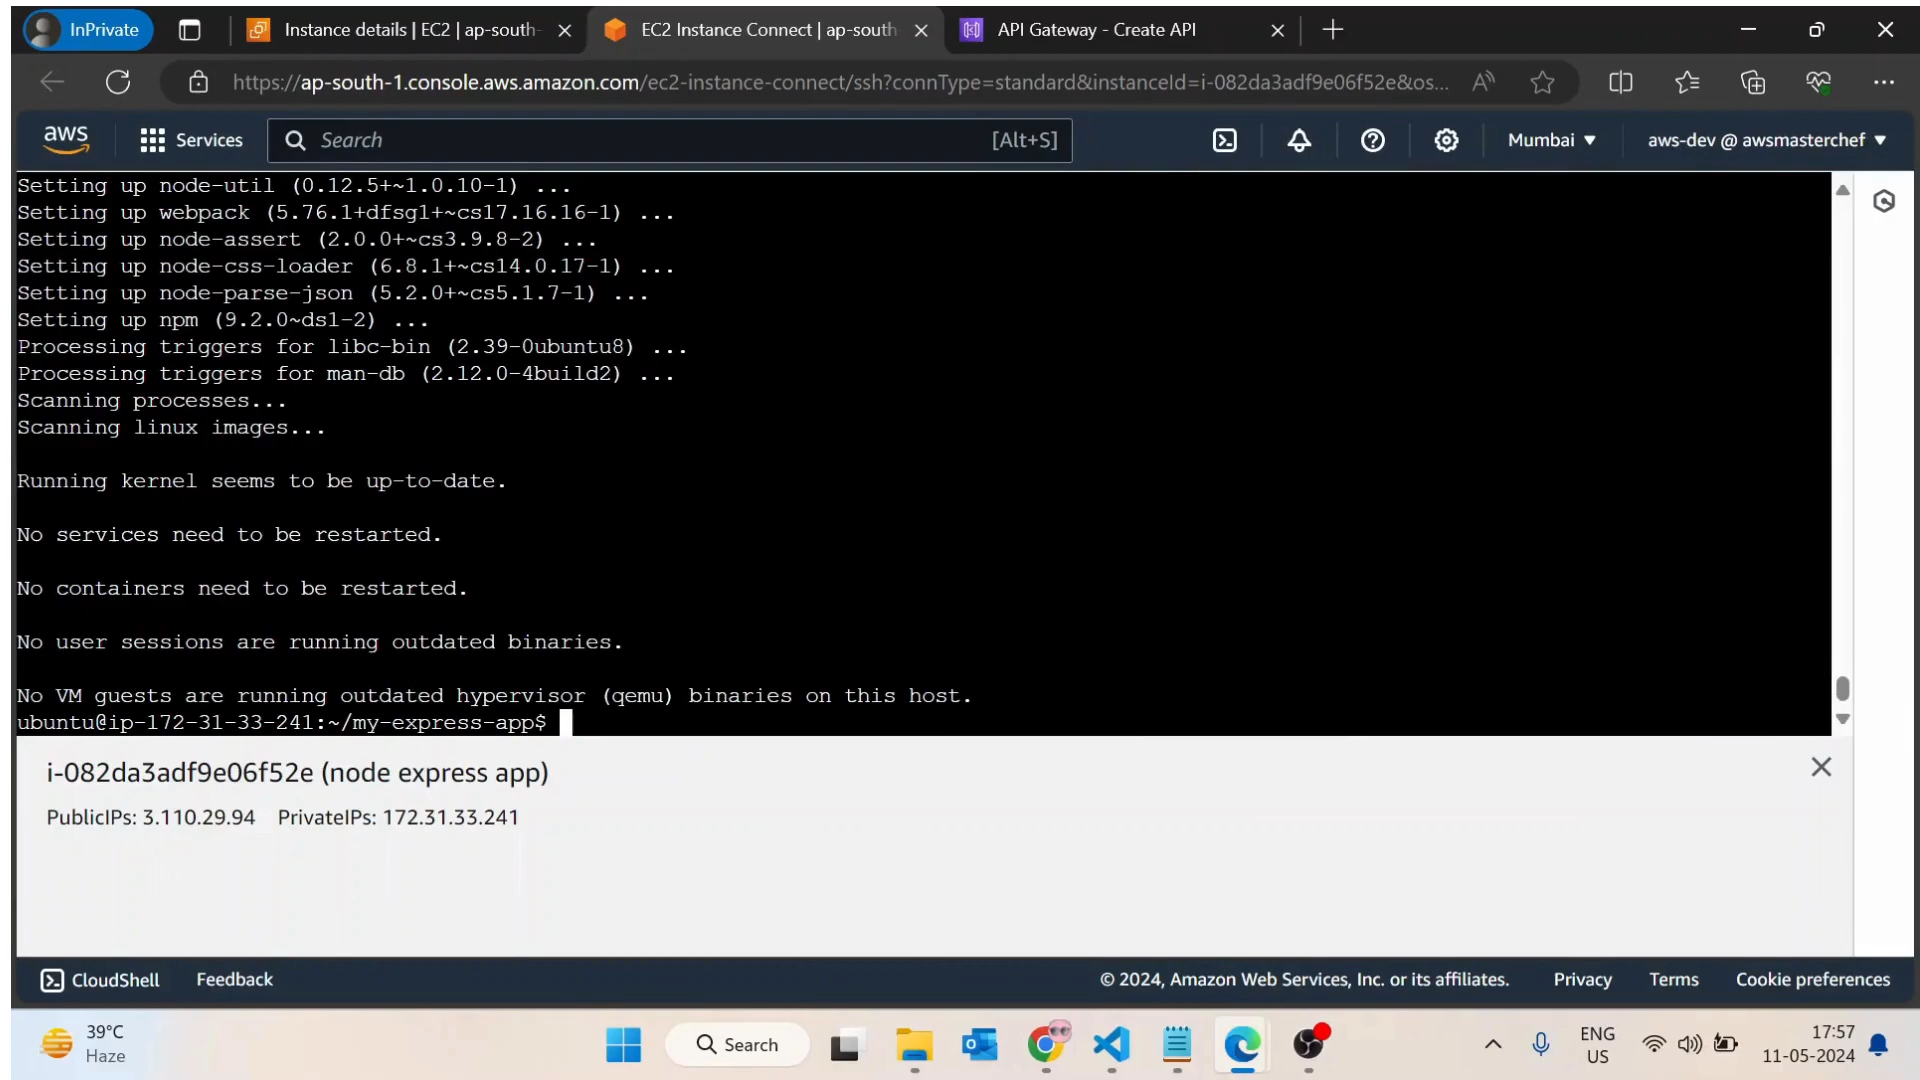 InPrivate
Instance details | EC2 | ap-south-
EC2 Instance Connect | ap-south
API Gateway - Create API
https://ap-south-1.console.aws.amazon.com/ec2-instance-connect/ssh?connType=standard&instanceId=i-082da3adf9e06f52e&os...
aws
Services
Search
[Alt+S]
Mumbai
aws-dev @ awsmasterchef
Setting up node-util (0.12.5+~1.0.10-1) ...
Setting up webpack (5.76.1+dfsg1+~cs17.16.16-1) ...
Setting up node-assert (2.0.0+~cs3.9.8-2) ...
Setting up node-css-loader (6.8.1+~cs14.0.17-1) ...
Setting up node-parse-json (5.2.0+~cs5.1.7-1) ...
Setting up npm (9.2.0~ds1-2) ...
Processing triggers for libc-bin (2.39-0ubuntu8) ...
Processing triggers for man-db (2.12.0-4build2) ...
Scanning processes...
Scanning linux images...
Running kernel seems to be up-to-date.
No services need to be restarted.
No containers need to be restarted.
No user sessions are running outdated binaries.
No VM guests are running outdated hypervisor (qemu) binaries on this host.
ubuntu@ip-172-31-33-241:~/my-express-app$
i-082da3adf9e06f52e (node express app)
PublicIPs: 3.110.29.94 PrivateIPs: 172.31.33.241
CloudShell
Feedback
© 2024, Amazon Web Services, Inc. or its affiliates.
Privacy
Terms
Cookie preferences
39°C
Haze
Search
ENG
US
17:57
11-05-2024